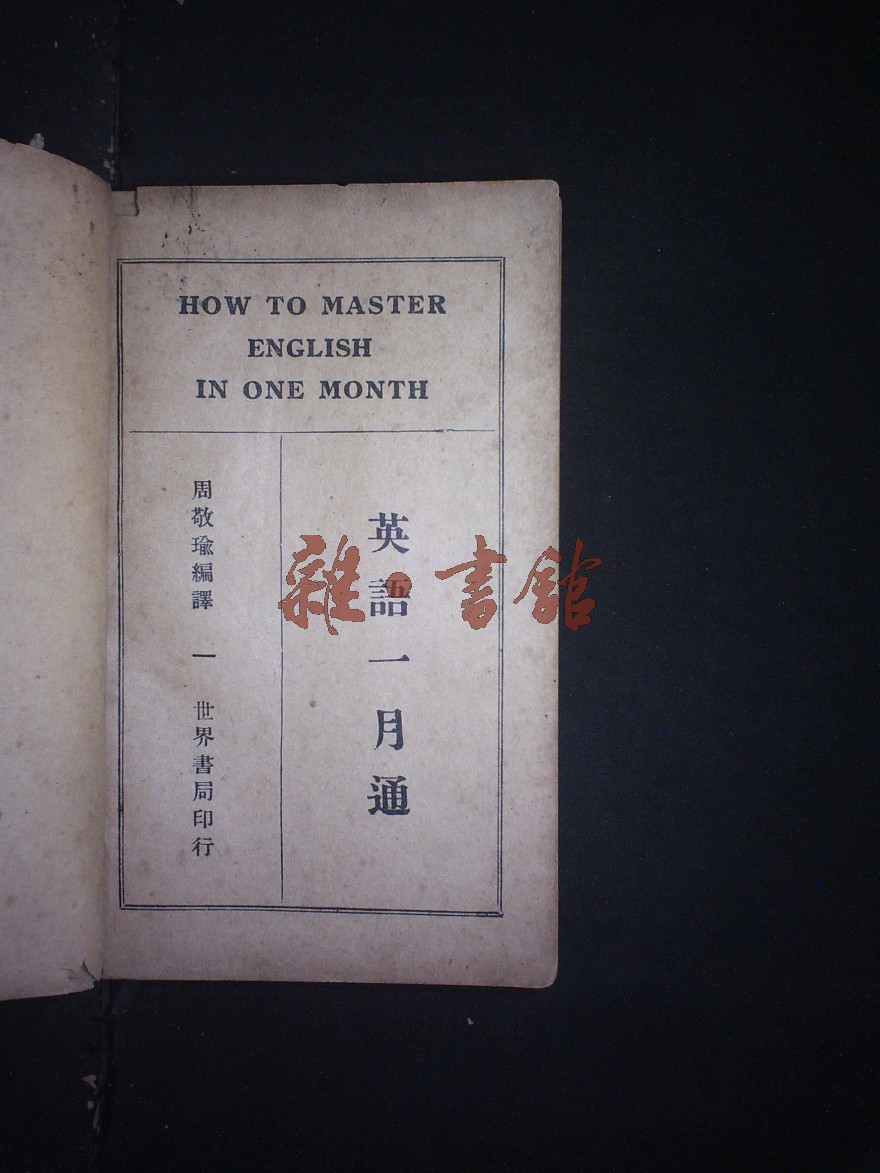 HOW TO MASTER
ENGLISH
IN ONE MONTH
英語一月通
周敬瑜編譯 一 世界書局印行
雜·書館